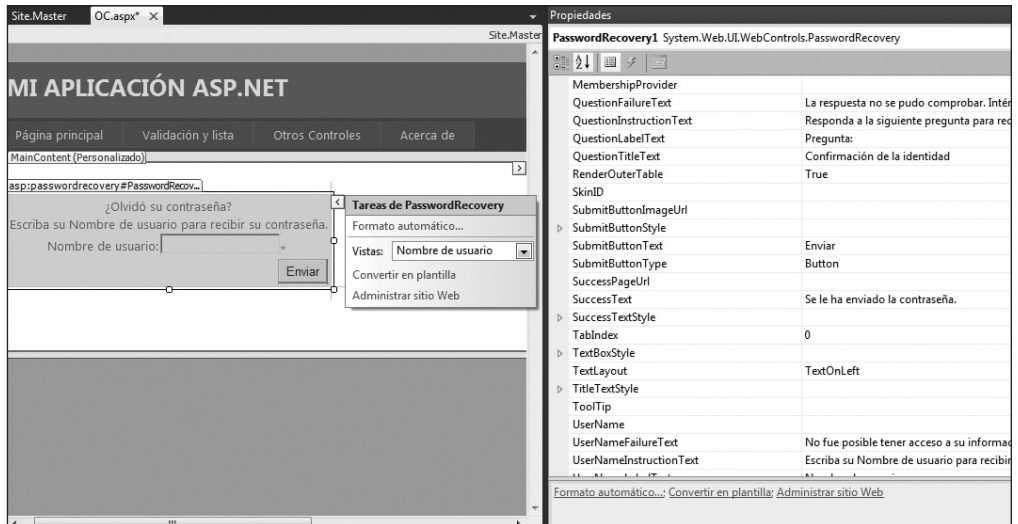 Site.Master
OC.aspx* ×
Site.Master
MI APLICACIÓN ASP.NET
Página principal
Validación y lista
Otros Controles
Acerca de
MainContent (Personalizado)
asp:passwordrecovery#PasswordRecov...
¿Olvidó su contraseña?
Escriba su Nombre de usuario para recibir su contraseña.
Nombre de usuario: *
Enviar
Tareas de PasswordRecovery
Formato automático...
Vistas: Nombre de usuario
Convertir en plantilla
Administrar sitio Web
Propiedades
PasswordRecovery1 System.Web.UI.WebControls.PasswordRecovery
MembershipProvider
QuestionFailureText La respuesta no se pudo comprobar. Intén
QuestionInstructionText Responda a la siguiente pregunta para rec
QuestionLabelText Pregunta:
QuestionTitleText Confirmación de la identidad
RenderOuterTable True
SkinID
SubmitButtonImageUrl
SubmitButtonStyle
SubmitButtonText Enviar
SubmitButtonType Button
SuccessPageUrl
SuccessText Se le ha enviado la contraseña.
SuccessTextStyle
TabIndex 0
TextBoxStyle
TextLayout TextOnLeft
TitleTextStyle
ToolTip
UserName
UserNameFailureText No fue posible tener acceso a su informac
UserNameInstructionText Escriba su Nombre de usuario para recibir
Formato automático...; Convertir en plantilla; Administrar sitio Web